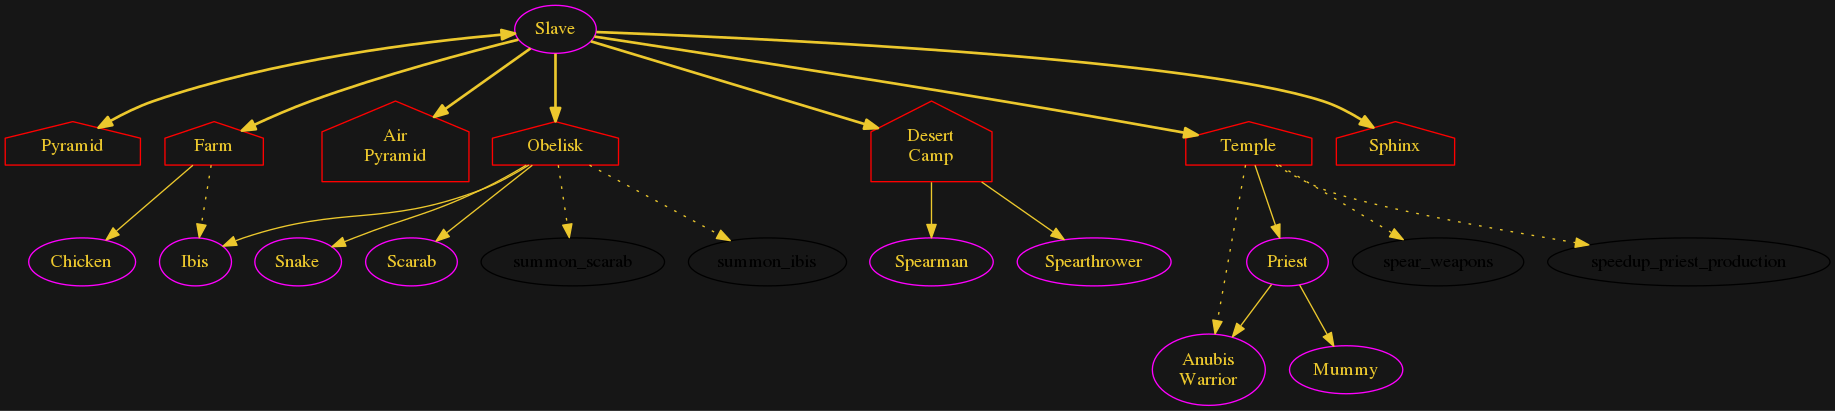 Slave
Pyramid
Farm
Air
Pyramid
Obelisk
Desert
Camp
Temple
Sphinx
Chicken
Ibis
Snake
Scarab
summon_scarab
summon_ibis
Spearman
Spearthrower
Priest
spear_weapons
speedup_priest_production
Anubis
Warrior
Mummy